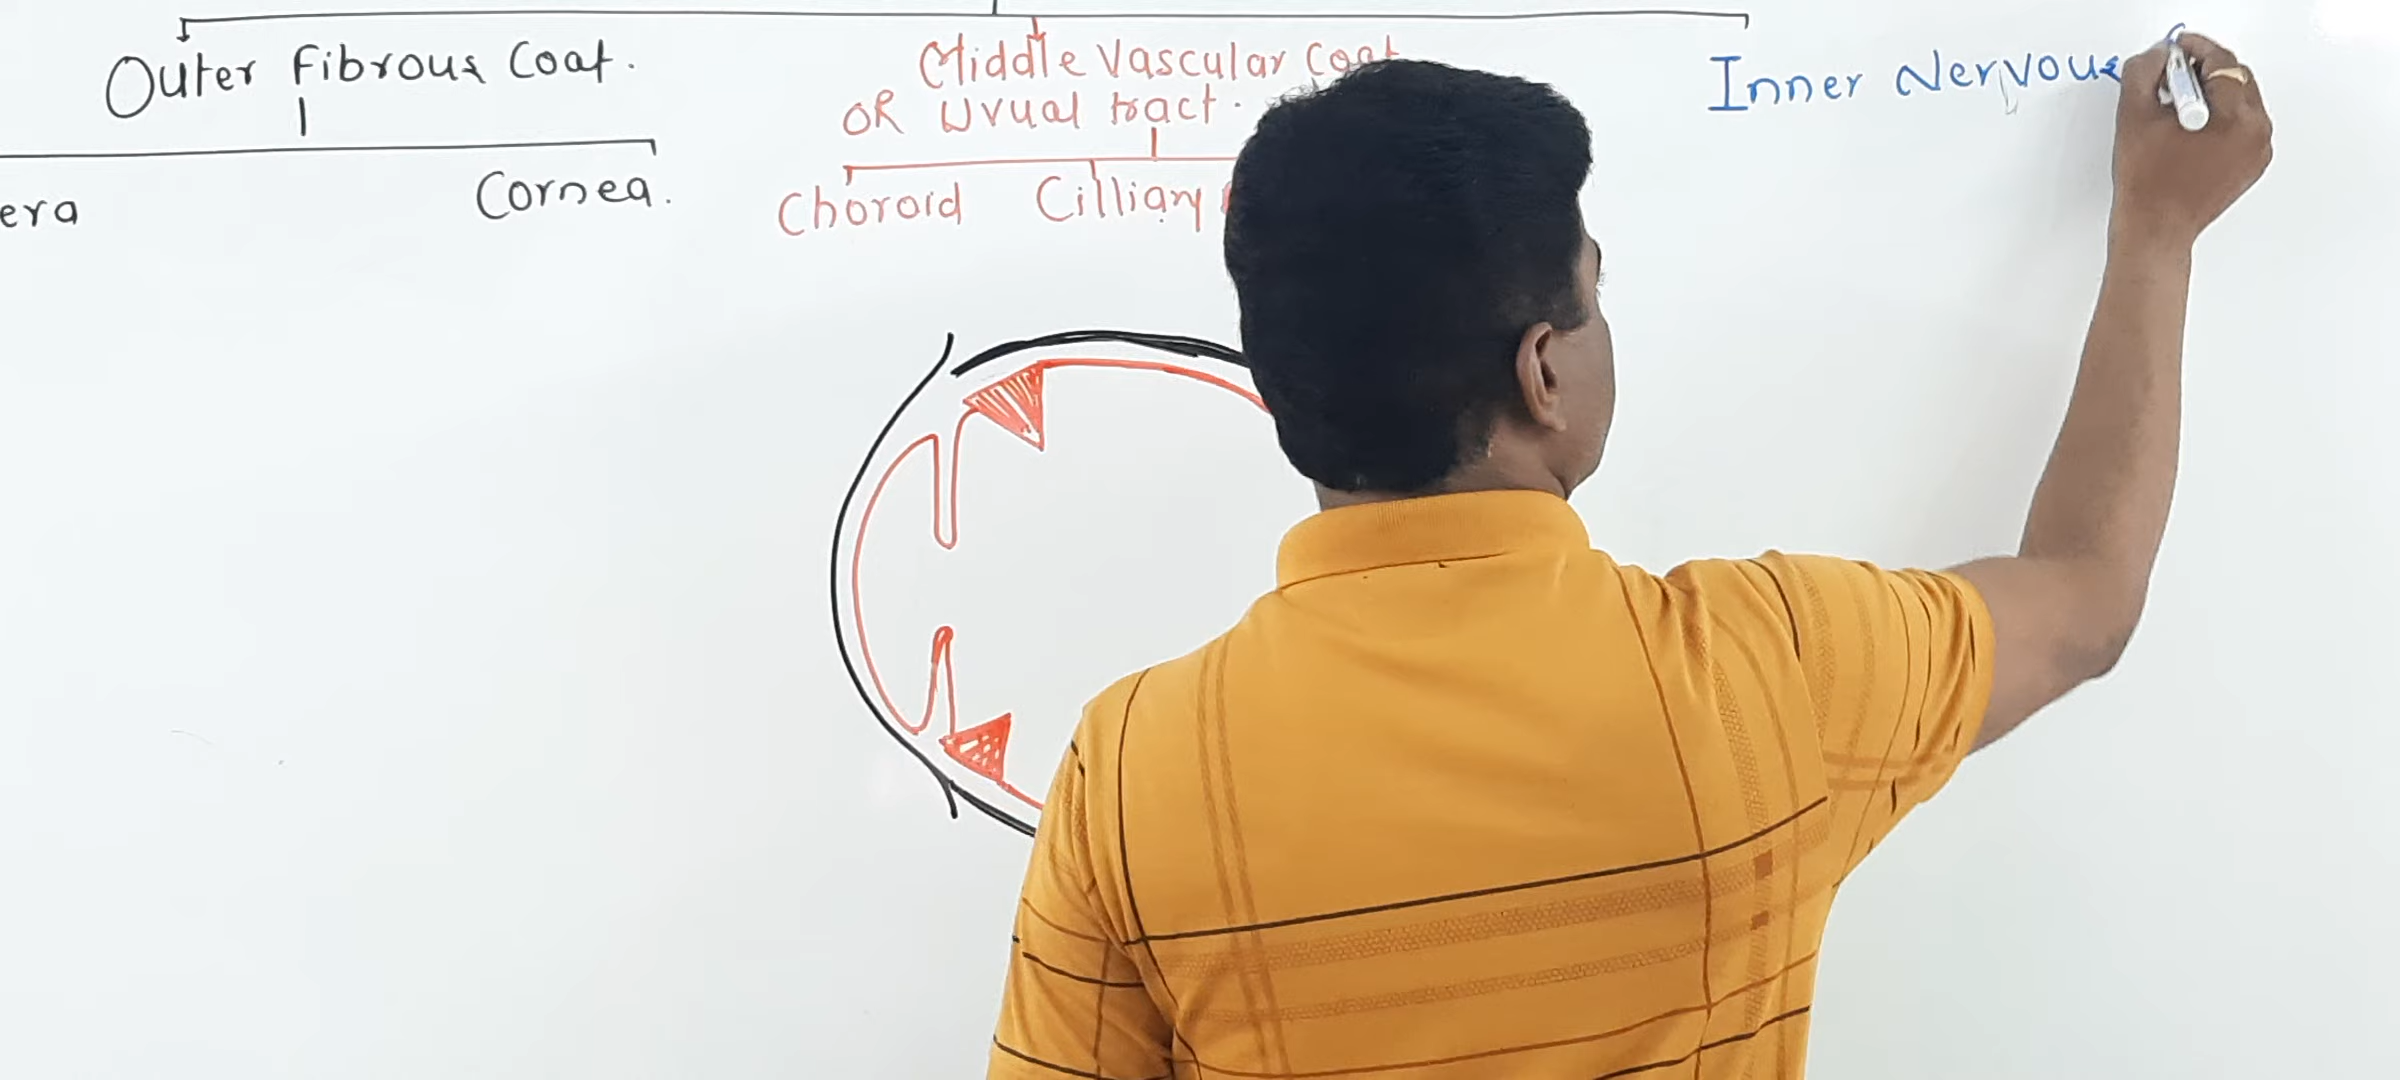 Outer Fibrous Coat.
Middle Vascular Coat
OR Uvual tract.
Inner Nervous
era
Cornea.
Choroid
Cilliary